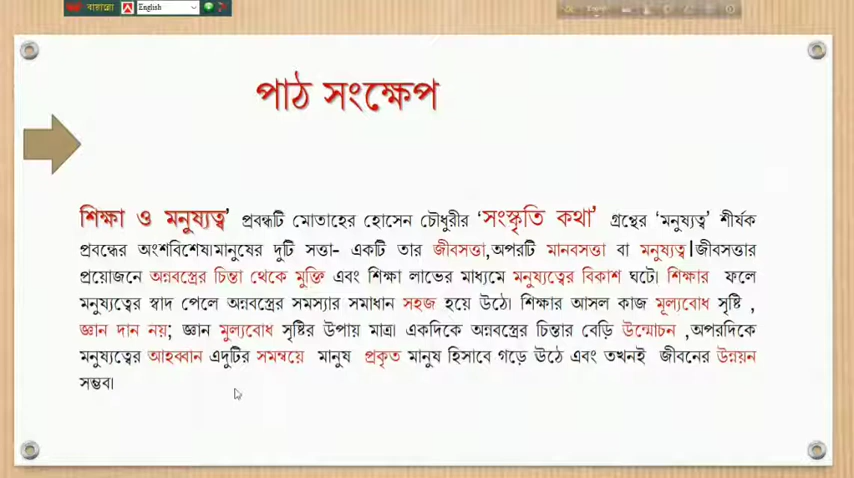 বায়ান্নো English
পাঠ সংক্ষেপ
শিক্ষা ও মনুষ্যত্ব’ প্রবন্ধটি মোতাহের হোসেন চৌধুরীর ‘সংস্কৃতি কথা’ গ্রন্থের ‘মনুষ্যত্ব’ শীর্ষক
প্রবন্ধের অংশবিশেষ।মানুষের দুটি সত্তা- একটি তার জীবসত্তা,অপরটি মানবসত্তা বা মনুষ্যত্ব|জীবসত্তার
প্রয়োজনে অন্নবস্ত্রের চিন্তা থেকে মুক্তি এবং শিক্ষা লাভের মাধ্যমে মনুষ্যত্বের বিকাশ ঘটে। শিক্ষার ফলে
মনুষ্যত্বের স্বাদ পেলে অন্নবস্ত্রের সমস্যার সমাধান সহজ হয়ে উঠে। শিক্ষার আসল কাজ মূল্যবোধ সৃষ্টি ,
জ্ঞান দান নয়; জ্ঞান মুল্যবোধ সৃষ্টির উপায় মাত্র। একদিকে অন্নবস্ত্রের চিন্তার বেড়ি উন্মোচন ,অপরদিকে
মনুষ্যত্বের আহব্বান এদুটির সমন্বয়ে মানুষ প্রকৃত মানুষ হিসাবে গড়ে ঊঠে এবং তখনই জীবনের উন্নয়ন
সম্ভব।